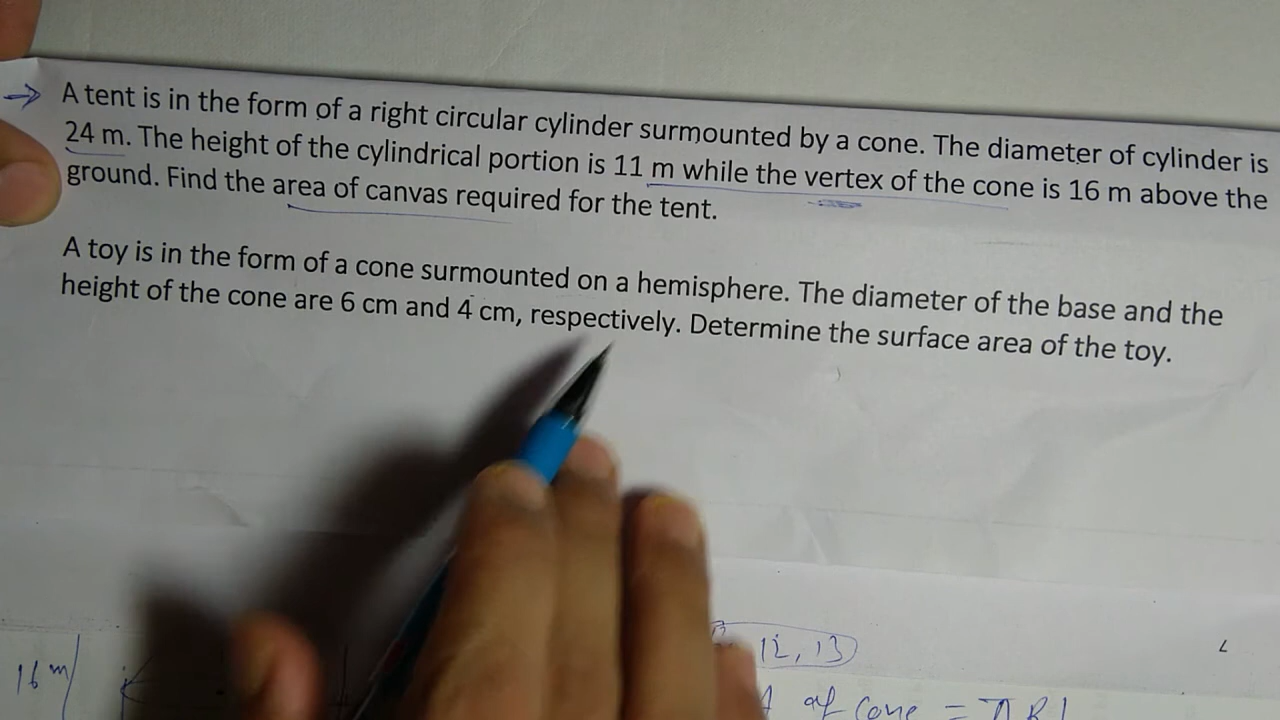 → A tent is in the form of a right circular cylinder surmounted by a cone. The diameter of cylinder is
24 m. The height of the cylindrical portion is 11 m while the vertex of the cone is 16 m above the
ground. Find the area of canvas required for the tent.
A toy is in the form of a cone surmounted on a hemisphere. The diameter of the base and the
height of the cone are 6 cm and 4 cm, respectively. Determine the surface area of the toy.
12, 13
16 m
of cone = π R l